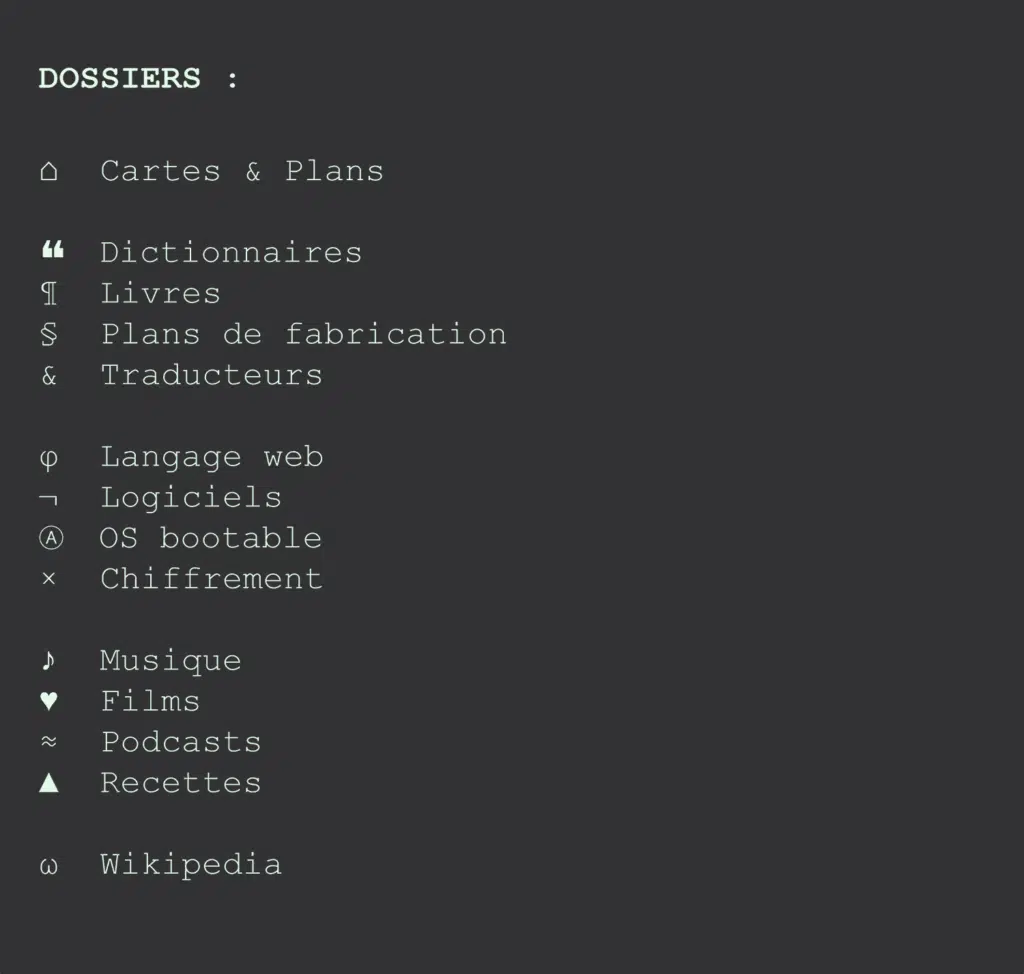 DOSSIERS :
⌂ Cartes & Plans
❝ Dictionnaires
¶ Livres
§ Plans de fabrication
& Traducteurs
φ Langage web
¬ Logiciels
Ⓐ OS bootable
× Chiffrement
♪ Musique
♥ Films
≈ Podcasts
▲ Recettes
ω Wikipedia